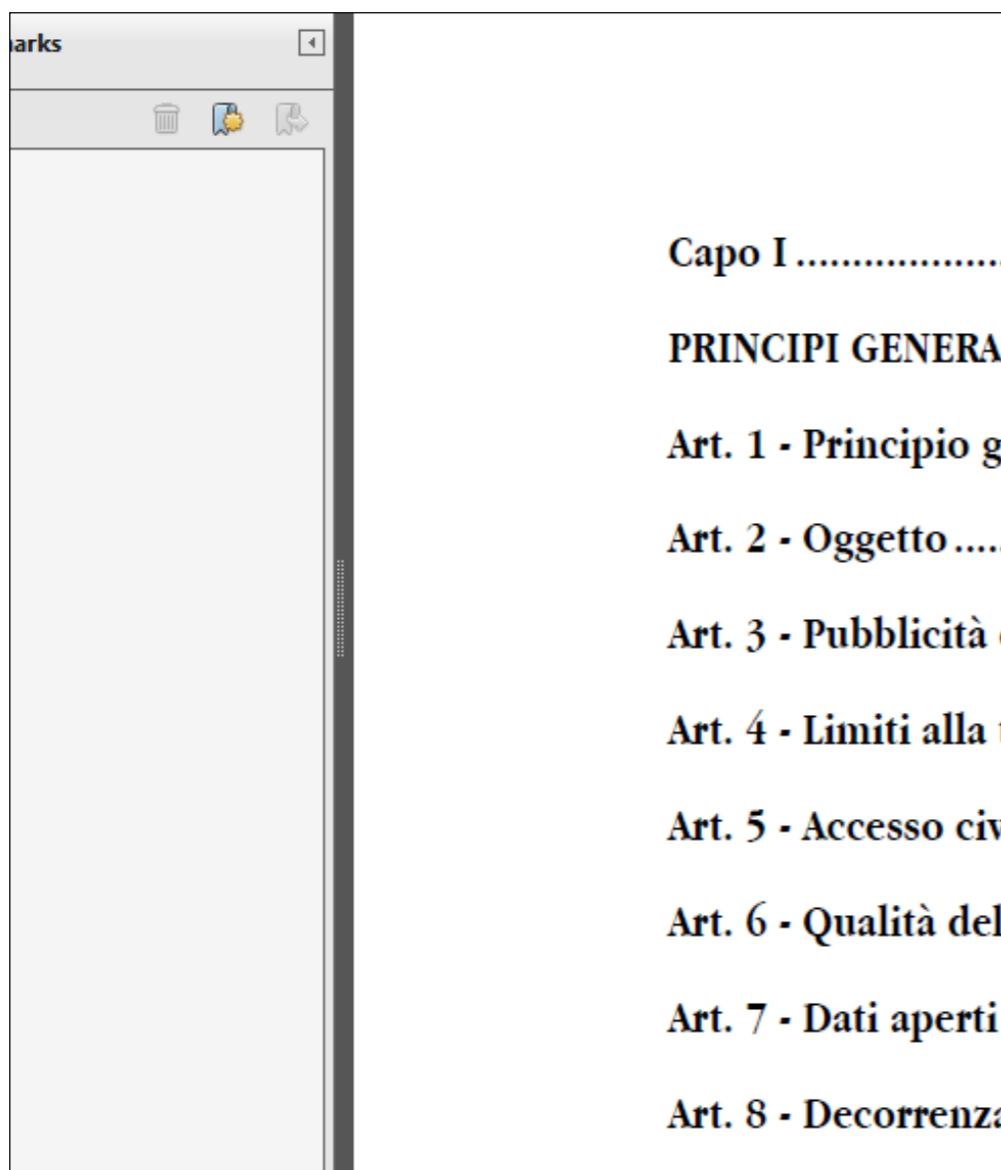 arks
Capo I ...................
PRINCIPI GENERA
Art. 1 - Principio g
Art. 2 - Oggetto .....
Art. 3 - Pubblicità
Art. 4 - Limiti alla
Art. 5 - Accesso civ
Art. 6 - Qualità del
Art. 7 - Dati aperti
Art. 8 - Decorrenza